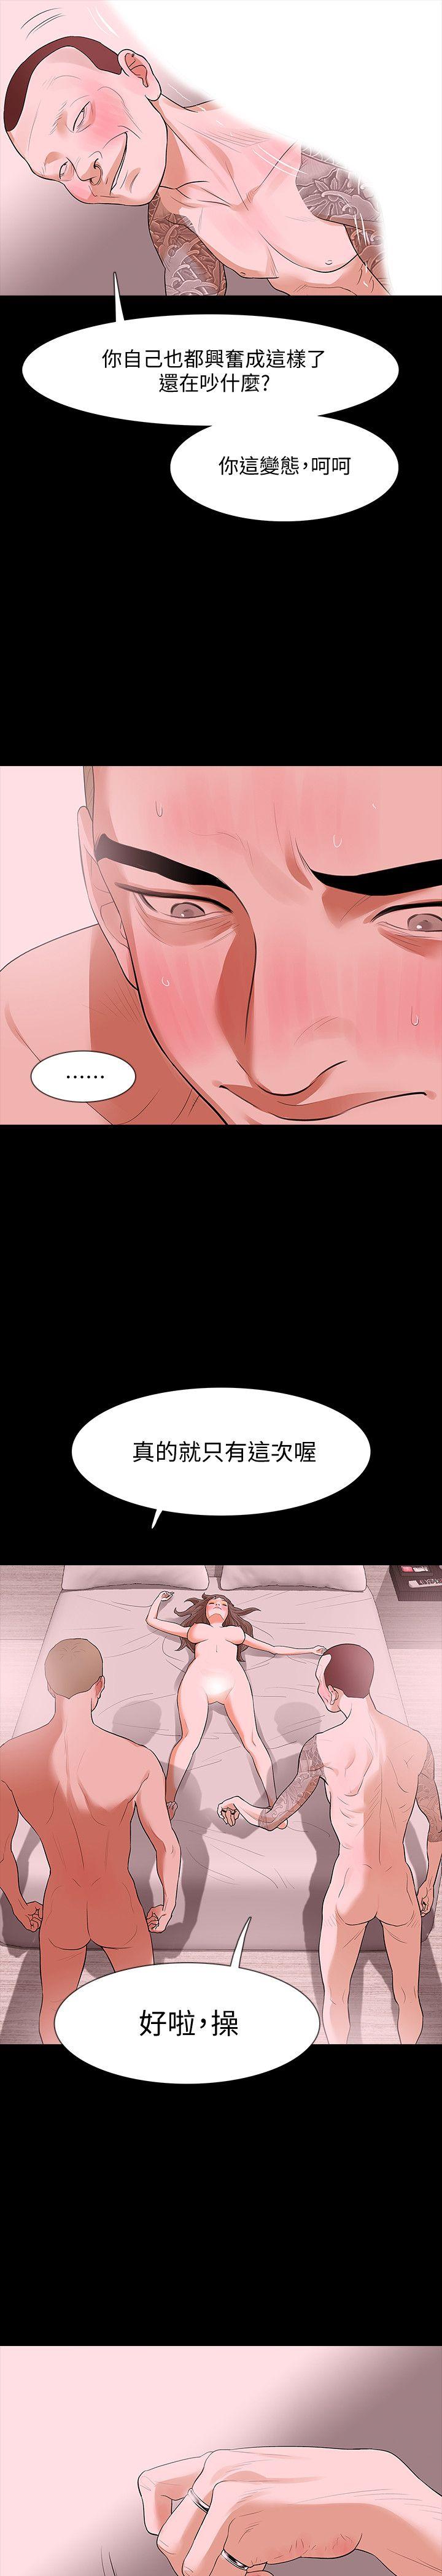 你自己也都興奮成這樣了
還在吵什麼?
你這變態，呵呵
……
真的就只有這次喔
好啦，操